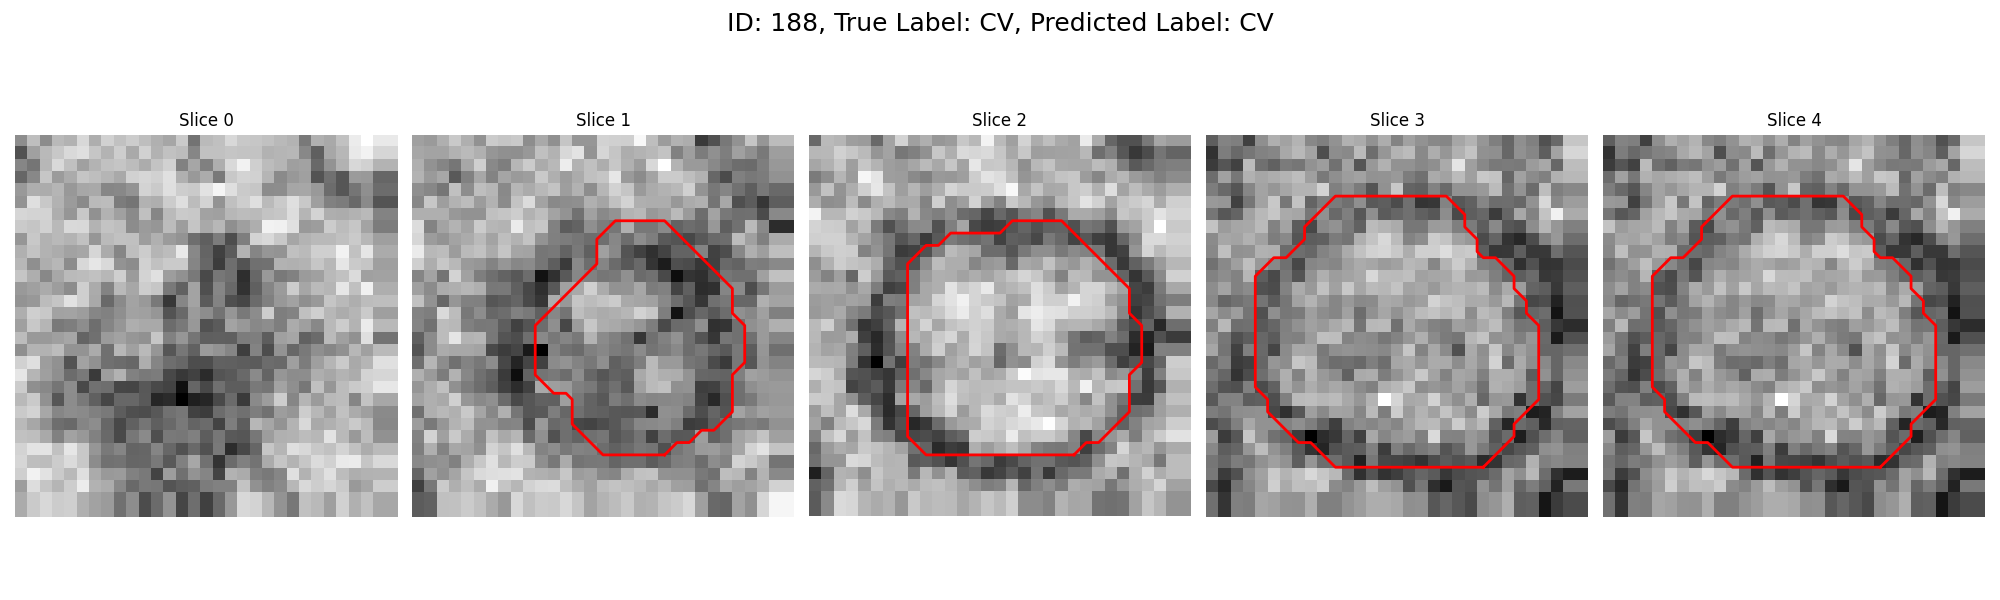 ID: 188, True Label: CV, Predicted Label: CV
Slice 0
Slice 1
Slice 2
Slice 3
Slice 4